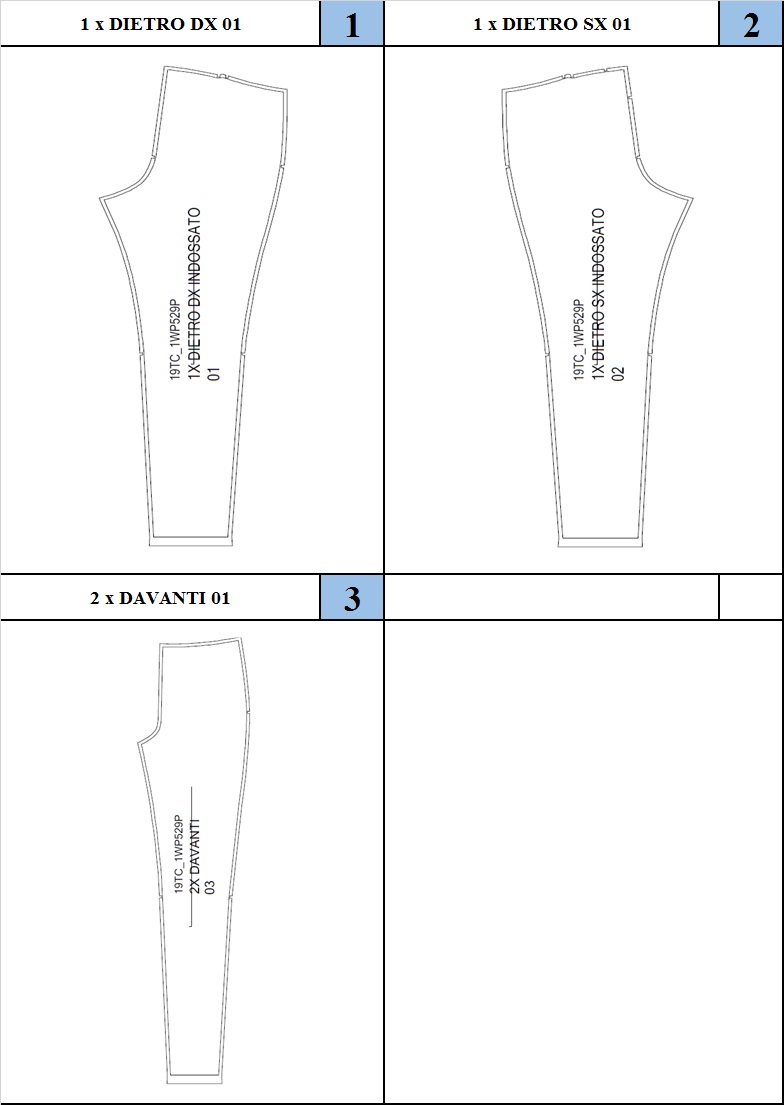 1 x DIETRO DX 01
1
1 x DIETRO SX 01
2
19TC_1WP529P
1X DIETRO DX INDOSSATO
01
19TC_1WP529P
1X DIETRO SX INDOSSATO
02
2 x DAVANTI 01
3
19TC_1WP529P
2X DAVANTI
03